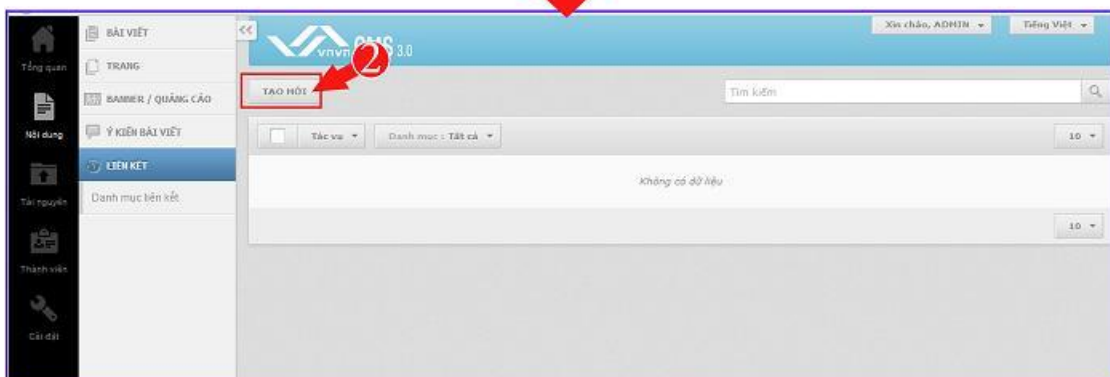 Tổng quan
Nội dung
Tài nguyên
Thành viên
Cài đặt
BÀI VIẾT
TRANG
BANNER / QUẢNG CÁO
Ý KIẾN BÀI VIẾT
LIÊN KẾT
Danh mục liên kết
<<
vnvn CMS 3.0
Xin chào, ADMIN
Tiếng Việt
2
TẠO MỚI
Tìm kiếm
Tác vụ
Danh mục : Tất cả
10
Không có dữ liệu
10